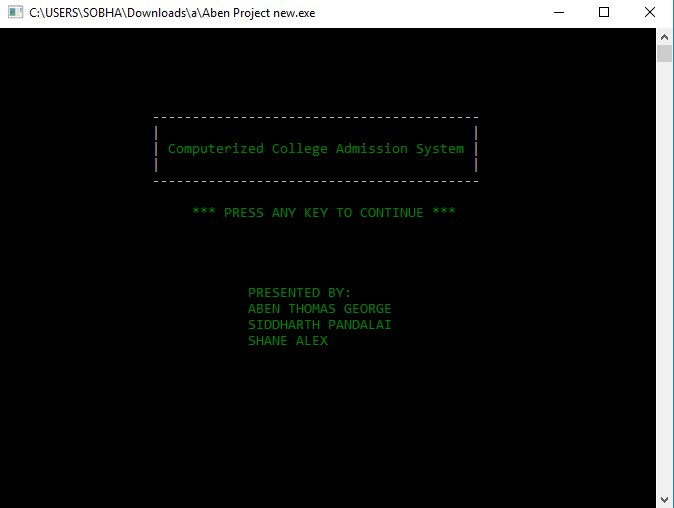 C:\USERS\SOBHA\Downloads\a\Aben Project new.exe
-----------------------------------------
|                                       |
| Computerized College Admission System |
|                                       |
-----------------------------------------
*** PRESS ANY KEY TO CONTINUE ***
PRESENTED BY:
ABEN THOMAS GEORGE
SIDDHARTH PANDALAI
SHANE ALEX